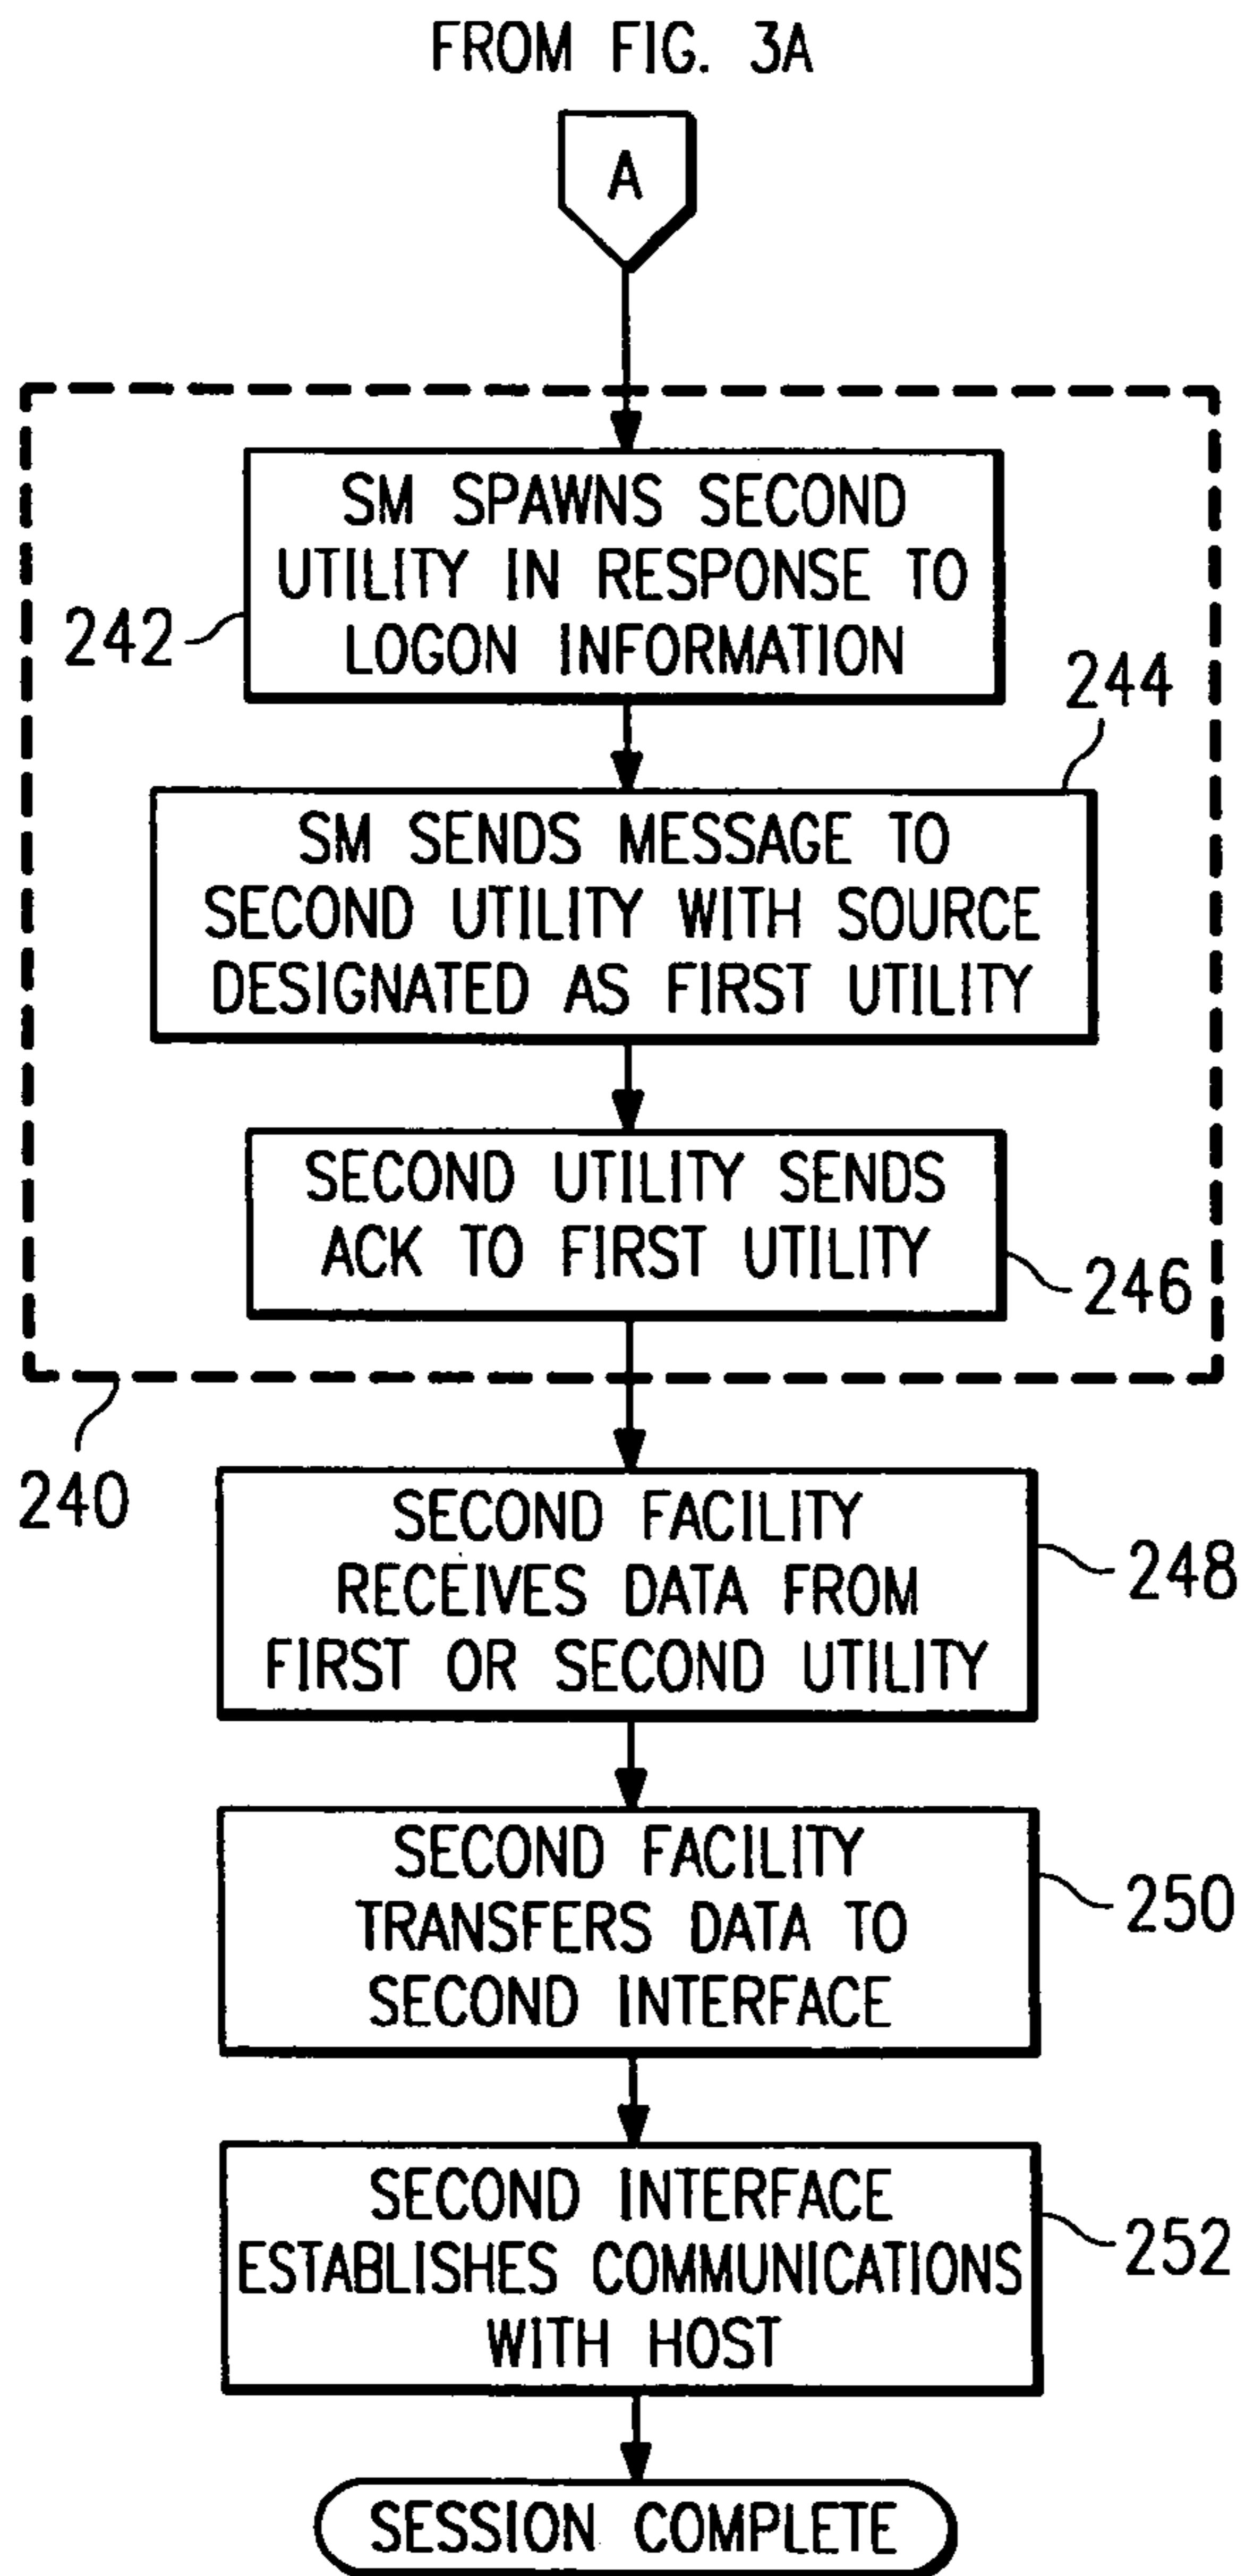 FROM FIG. 3A
A
SM SPAWNS SECOND
UTILITY IN RESPONSE TO
LOGON INFORMATION
242
244
SM SENDS MESSAGE TO
SECOND UTILITY WITH SOURCE
DESIGNATED AS FIRST UTILITY
SECOND UTILITY SENDS
ACK TO FIRST UTILITY
246
240
SECOND FACILITY
RECEIVES DATA FROM
FIRST OR SECOND UTILITY
248
SECOND FACILITY
TRANSFERS DATA TO
SECOND INTERFACE
250
SECOND INTERFACE
ESTABLISHES COMMUNICATIONS
WITH HOST
252
SESSION COMPLETE